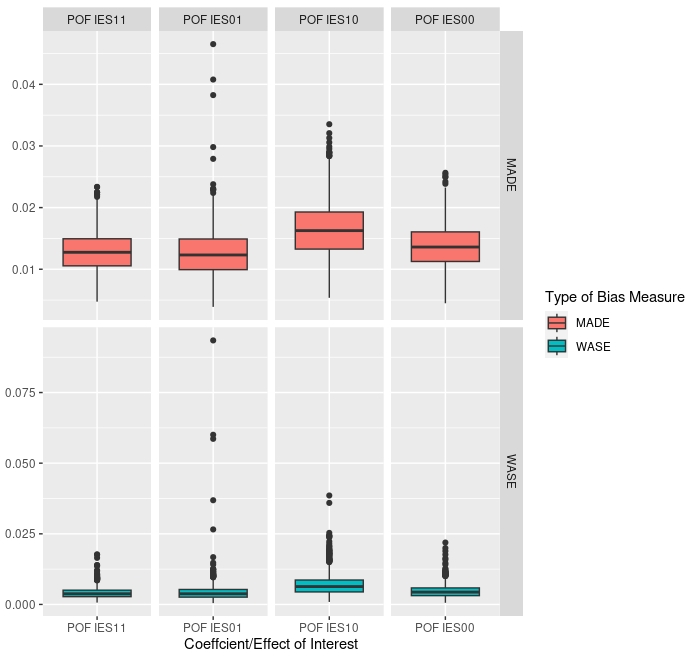 POF IES11 POF IES01 POF IES10 POF IES00
0.04
0.03
0.02
0.01
MADE
0.075
0.050
0.025
0.000
WASE
POF IES11 POF IES01 POF IES10 POF IES00
Coeffcient/Effect of Interest
Type of Bias Measure
MADE
WASE